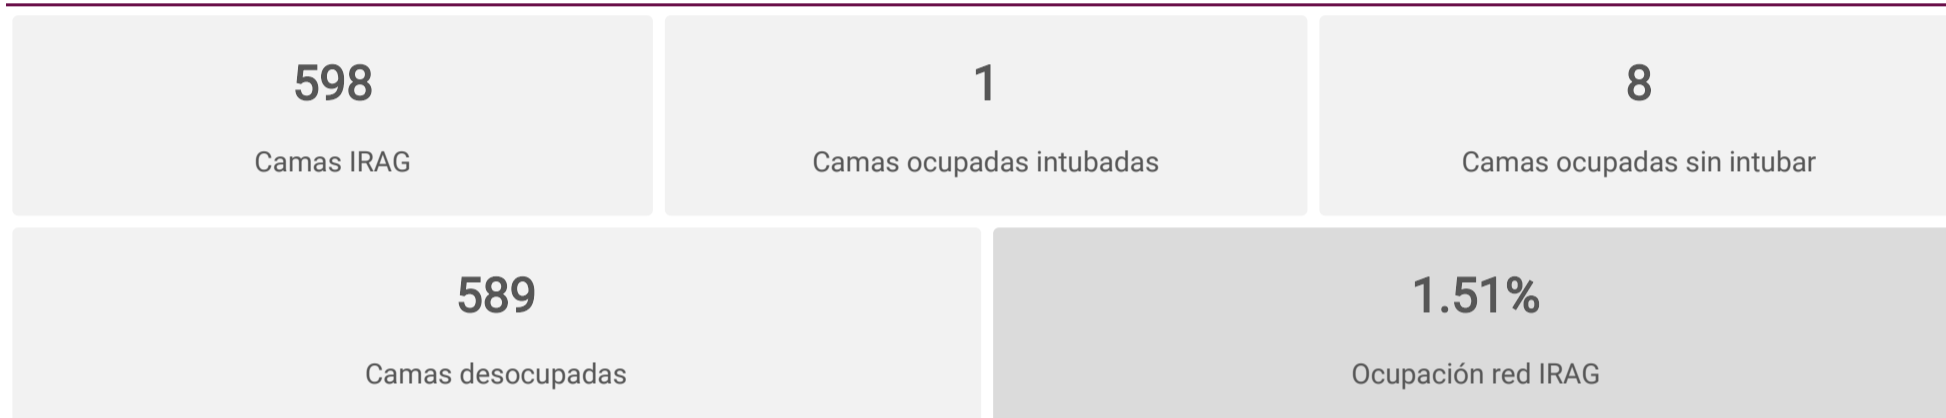 598
Camas IRAG
1
Camas ocupadas intubadas
8
Camas ocupadas sin intubar
589
Camas desocupadas
1.51%
Ocupación red IRAG